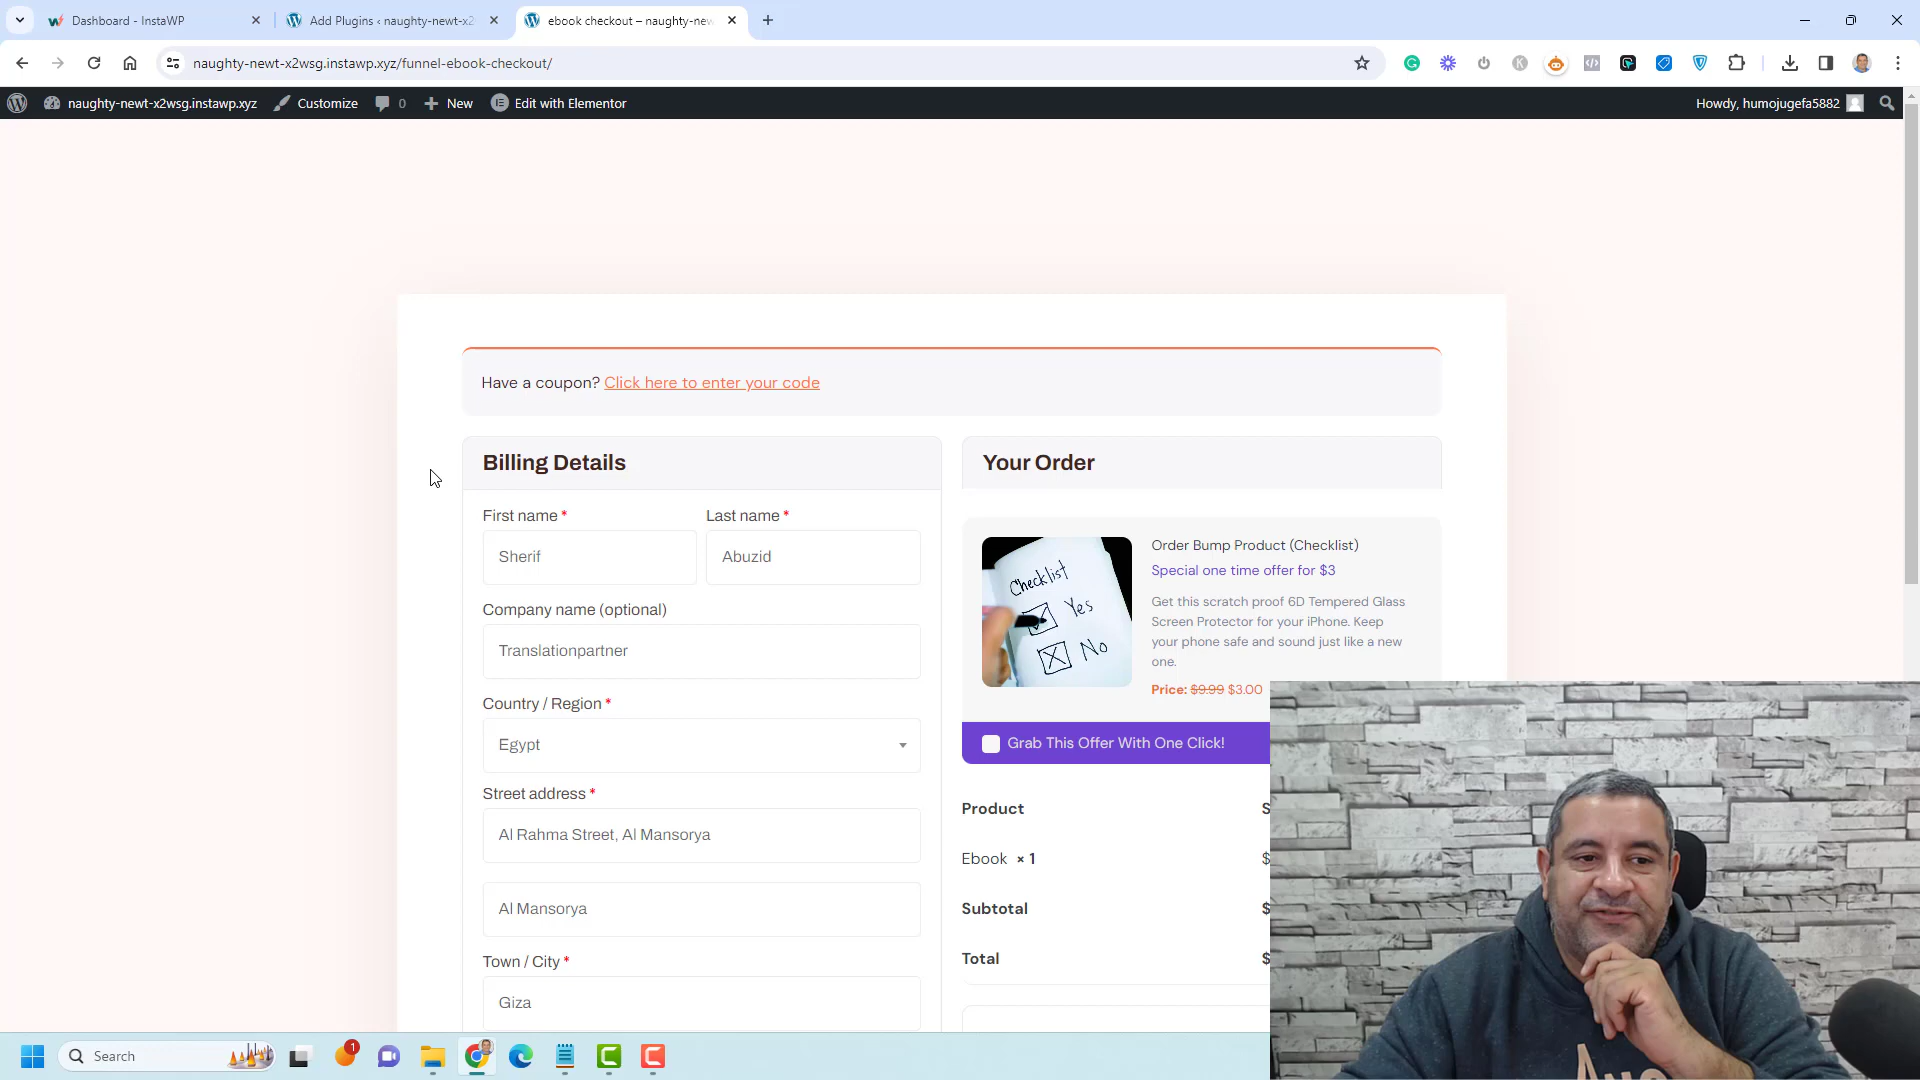 Dashboard - InstaWP
Add Plugins ‹ naughty-newt-x2
ebook checkout – naughty-new
naughty-newt-x2wsg.instawp.xyz/funnel-ebook-checkout/
naughty-newt-x2wsg.instawp.xyz
Customize
0
New
Edit with Elementor
Howdy, humojugefa5882
Have a coupon? Click here to enter your code
Billing Details
First name *
Last name *
Sherif
Abuzid
Company name (optional)
Translationpartner
Country / Region *
Egypt
Street address *
Al Rahma Street, Al Mansorya
Al Mansorya
Town / City *
Giza
Your Order
Checklist
Yes
No
Order Bump Product (Checklist)
Special one time offer for $3
Get this scratch proof 6D Tempered Glass
Screen Protector for your iPhone. Keep
your phone safe and sound just like a new
one.
Price: $9.99 $3.00
Grab This Offer With One Click!
Product
S
Ebook × 1
$
Subtotal
$
Total
$
Search
1